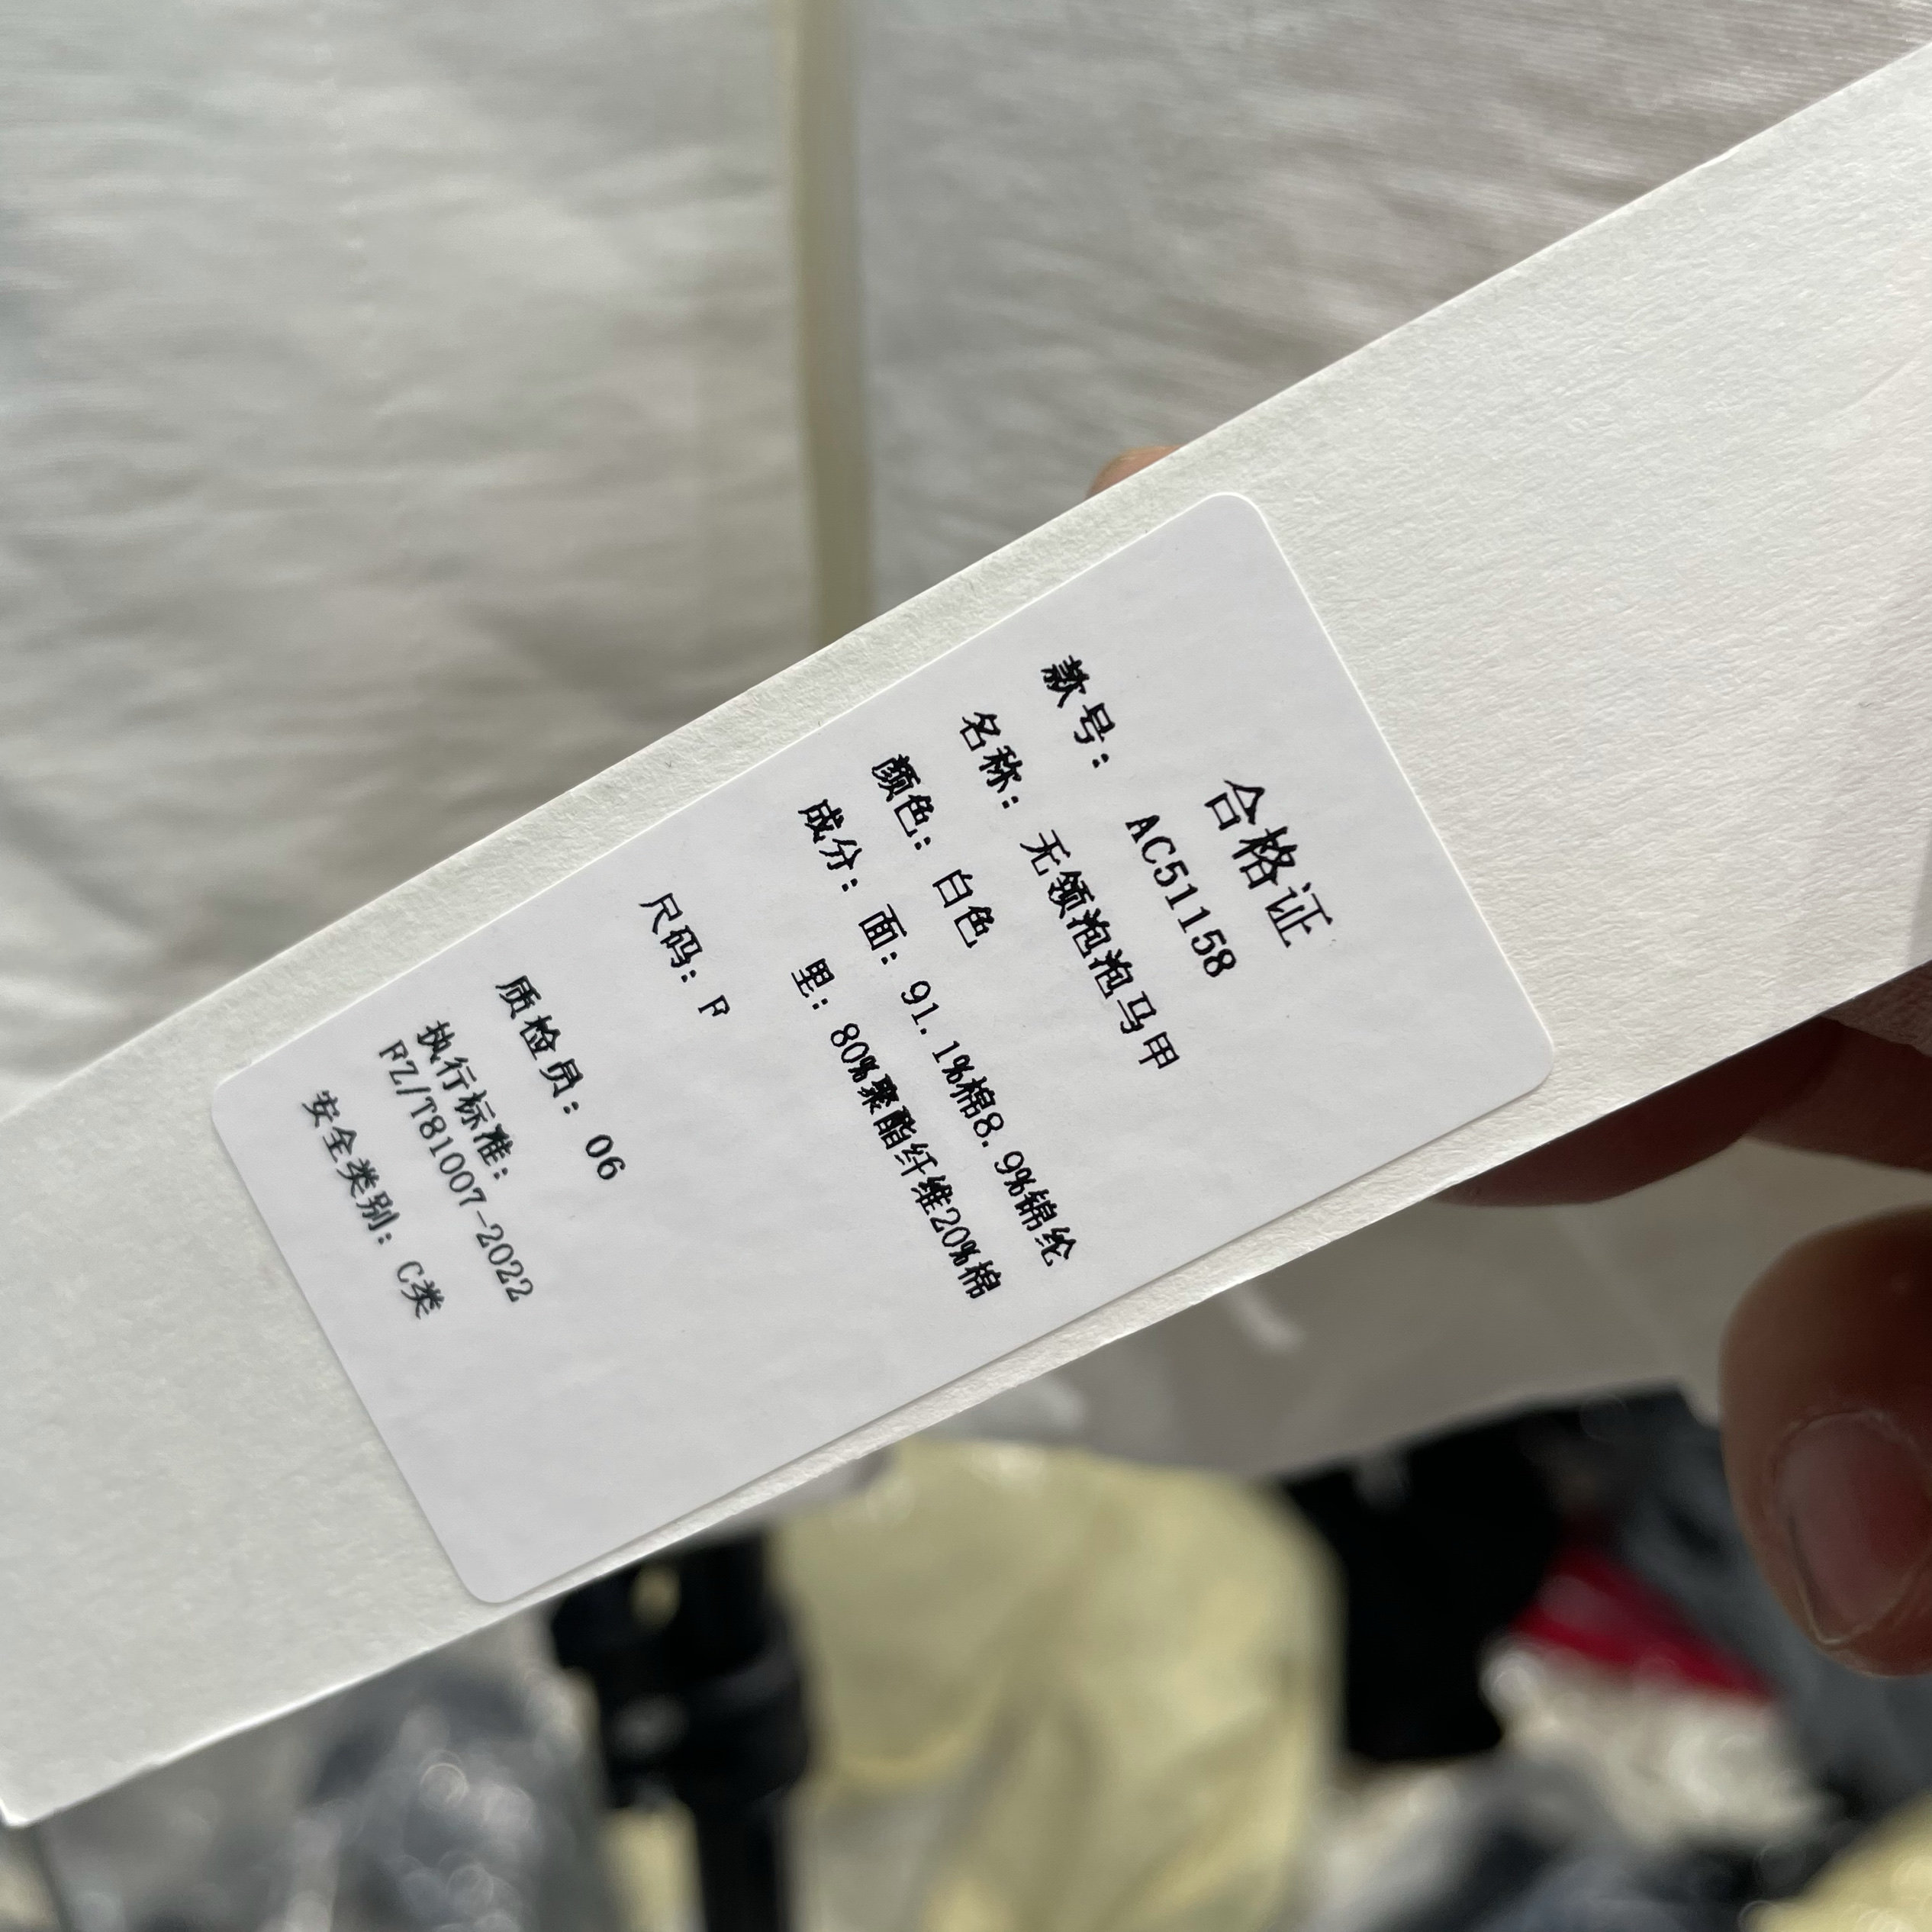 合格证
款号： AC51158
名称： 无领泡泡马甲
颜色： 白色
成分： 面： 91.1%棉8.9%锦纶
里： 80%聚酯纤维20%棉
尺码： F
质检员： 06
执行标准：
FZ/T81007-2022
安全类别： C类